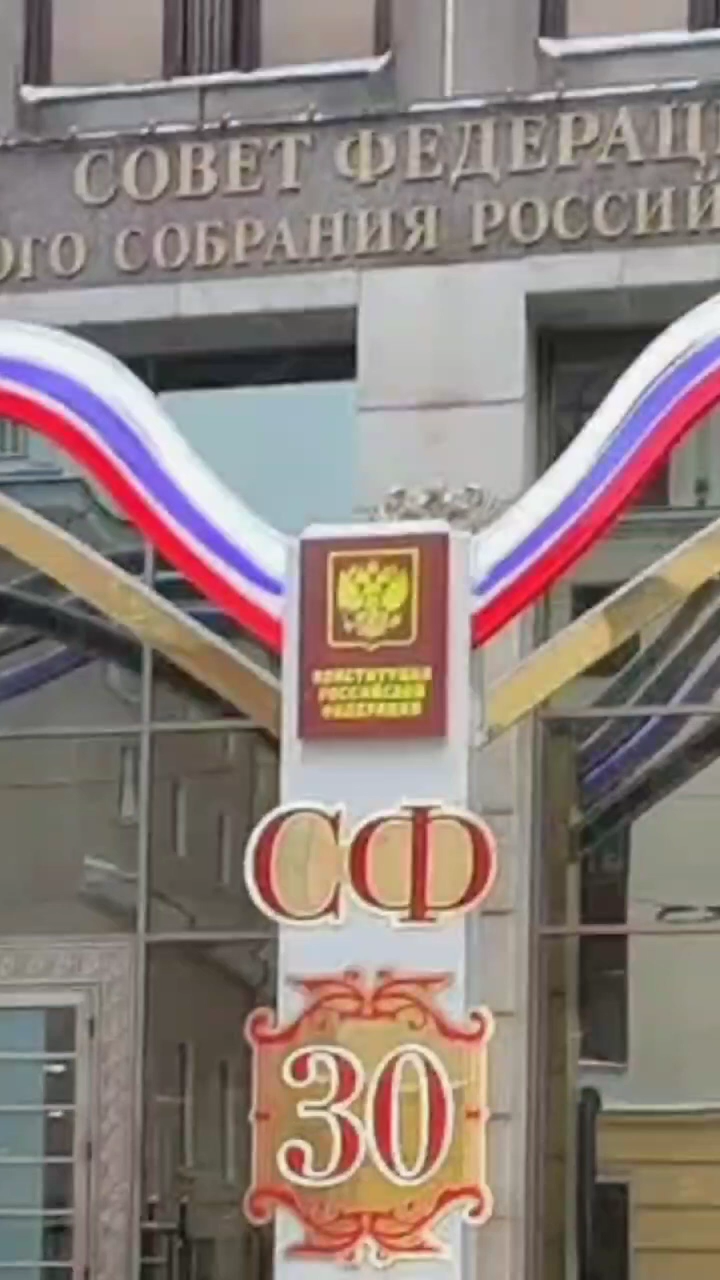 СОВЕТ ФЕДЕРАЦ
ОГО СОБРАНИЯ РОССИЙ
КОНСТИТУЦИЯ
РОССИЙСКОЙ
ФЕДЕРАЦИИ
СФ
30